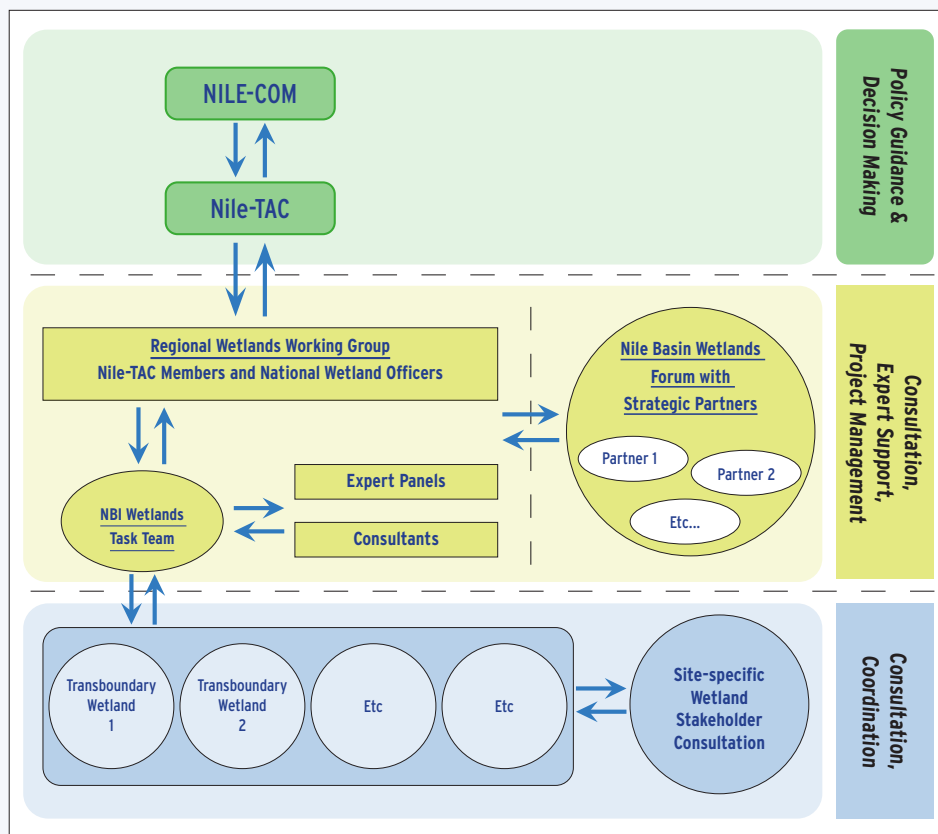 NILE-COM
Nile-TAC
Policy Guidance &
Decision Making
Regional Wetlands Working Group
Nile-TAC Members and National Wetland Officers
Nile Basin Wetlands
Forum with
Strategic Partners
Partner 1
Partner 2
Etc...
NBI Wetlands
Task Team
Expert Panels
Consultants
Consultation,
Expert Support,
Project Management
Transboundary
Wetland
1
Transboundary
Wetland
2
Etc
Etc
Site-specific
Wetland
Stakeholder
Consultation
Consultation,
Coordination